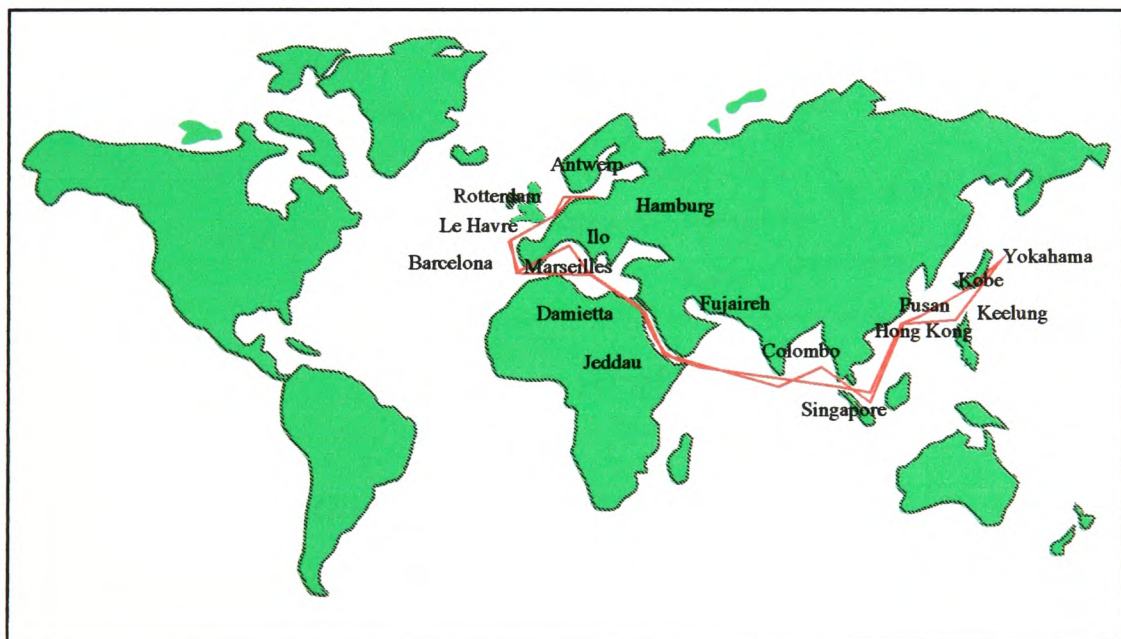 Antwerp
Rotterdam
Hamburg
Le Havre
Ilo
Barcelona
Marseilles
Yokahama
Kobe
Fujaireh
Pusan
Damietta
Keelung
Hong Kong
Colombo
Jeddau
Singapore